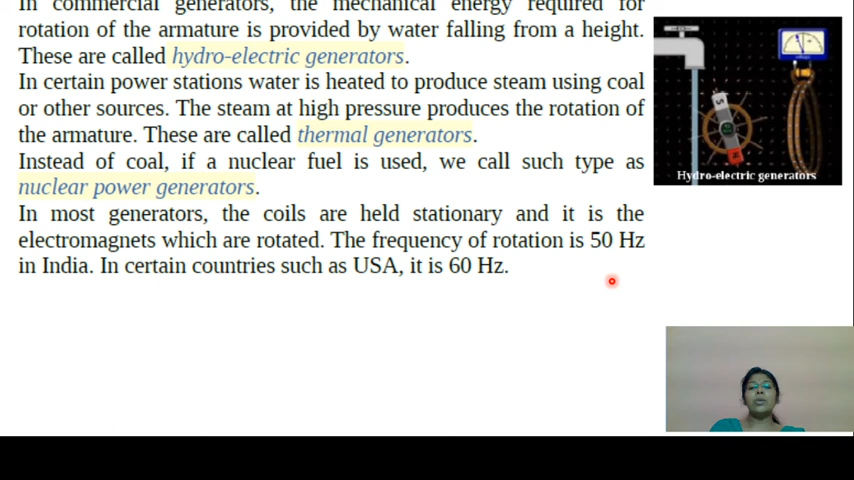 In commercial generators, the mechanical energy required for
rotation of the armature is provided by water falling from a height.
These are called hydro-electric generators.
In certain power stations water is heated to produce steam using coal
or other sources. The steam at high pressure produces the rotation of
the armature. These are called thermal generators.
Instead of coal, if a nuclear fuel is used, we call such type as
nuclear power generators.
In most generators, the coils are held stationary and it is the
electromagnets which are rotated. The frequency of rotation is 50 Hz
in India. In certain countries such as USA, it is 60 Hz.
S
N
Hydro-electric generators